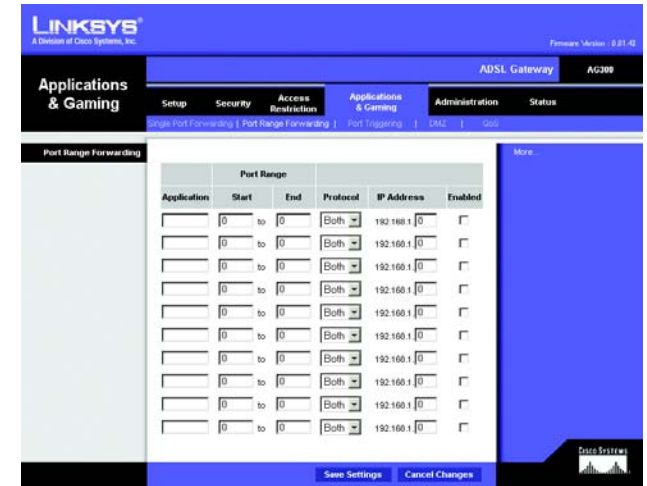 LINKSYS®
A Division of Cisco Systems, Inc.
Firmware Version : 0.01.42
ADSL Gateway AG300
Applications & Gaming
Setup Security Access Restriction Applications & Gaming Administration Status
Single Port Forwarding | Port Range Forwarding | Port Triggering | DMZ | QoS
Port Range Forwarding
More...
Port Range
Application Start End Protocol IP Address Enabled
0 to 0 Both 192.168.1. 0
0 to 0 Both 192.168.1. 0
0 to 0 Both 192.168.1. 0
0 to 0 Both 192.168.1. 0
0 to 0 Both 192.168.1. 0
0 to 0 Both 192.168.1. 0
0 to 0 Both 192.168.1. 0
0 to 0 Both 192.168.1. 0
0 to 0 Both 192.168.1. 0
0 to 0 Both 192.168.1. 0
Save Settings Cancel Changes
Cisco Systems